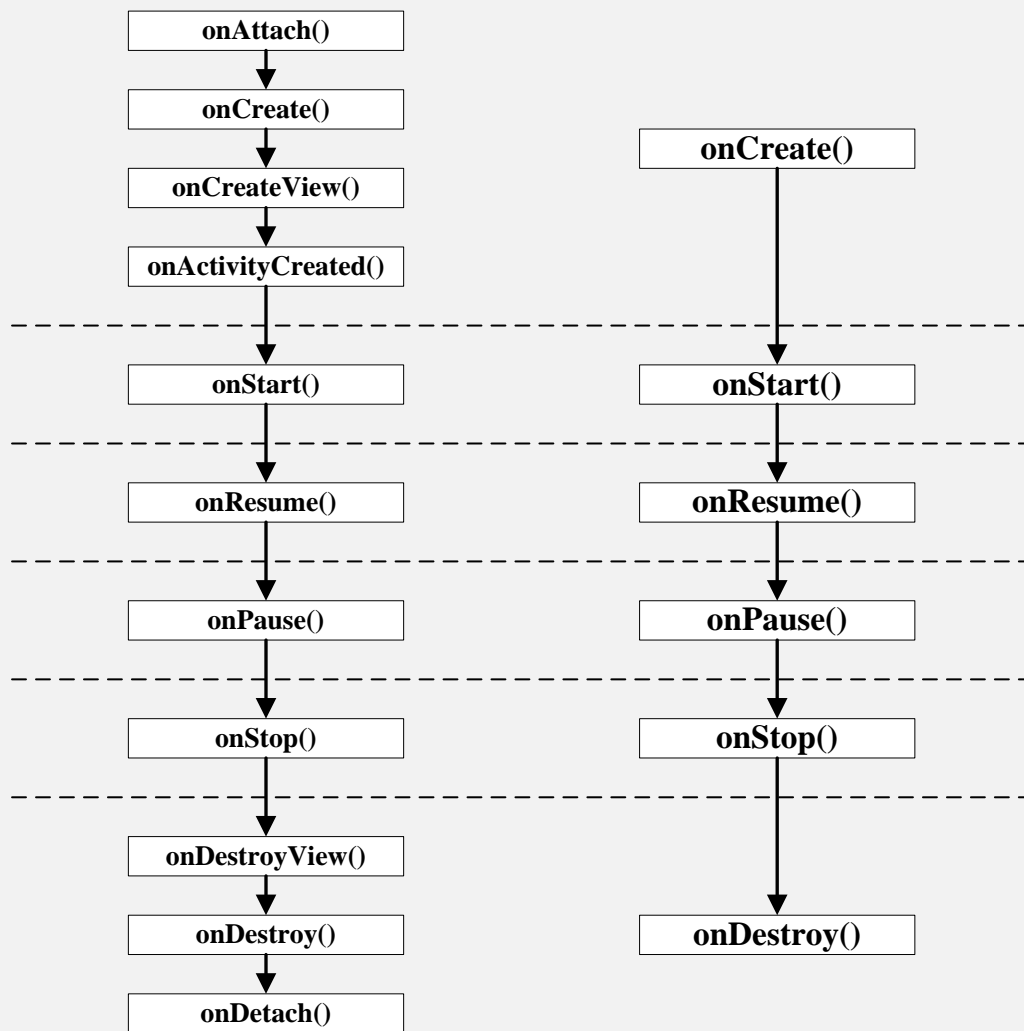 onAttach()
onCreate()
onCreateView()
onActivityCreated()
onStart()
onResume()
onPause()
onStop()
onDestroyView()
onDestroy()
onDetach()
onCreate()
onStart()
onResume()
onPause()
onStop()
onDestroy()